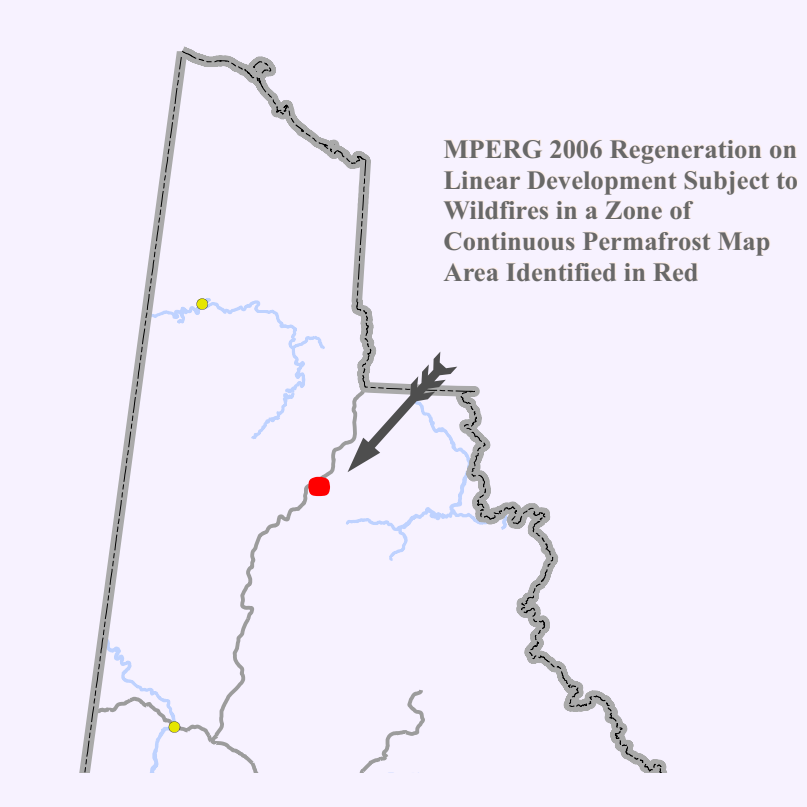 MPERG 2006 Regeneration on
Linear Development Subject to
Wildfires in a Zone of
Continuous Permafrost Map
Area Identified in Red